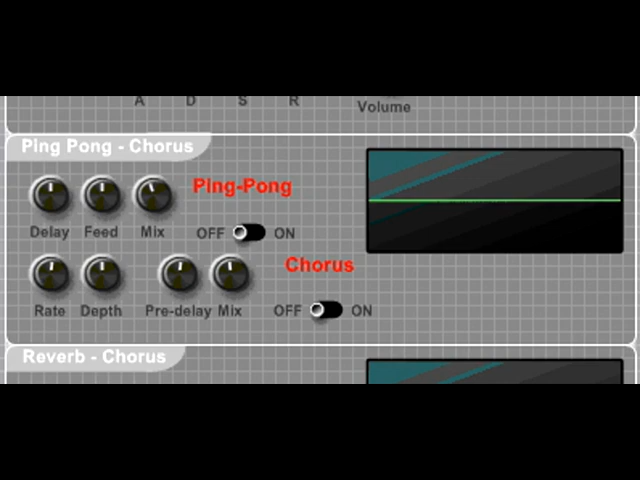 A D S R
Volume
Ping Pong - Chorus
Ping-Pong
Delay Feed Mix OFF ON
Chorus
Rate Depth Pre-delay Mix OFF ON
Reverb - Chorus